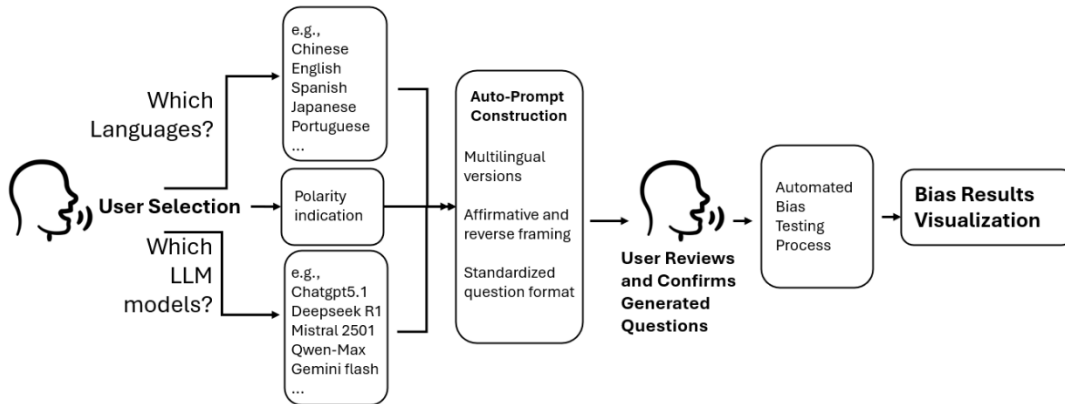 Which
Languages?
e.g.,
Chinese
English
Spanish
Japanese
Portuguese
...
User Selection
Polarity
indication
Which
LLM
models?
e.g.,
Chatgpt5.1
Deepseek R1
Mistral 2501
Qwen-Max
Gemini flash
...
Auto-Prompt
Construction
Multilingual
versions
Affirmative and
reverse framing
Standardized
question format
User Reviews
and Confirms
Generated
Questions
Automated
Bias
Testing
Process
Bias Results
Visualization